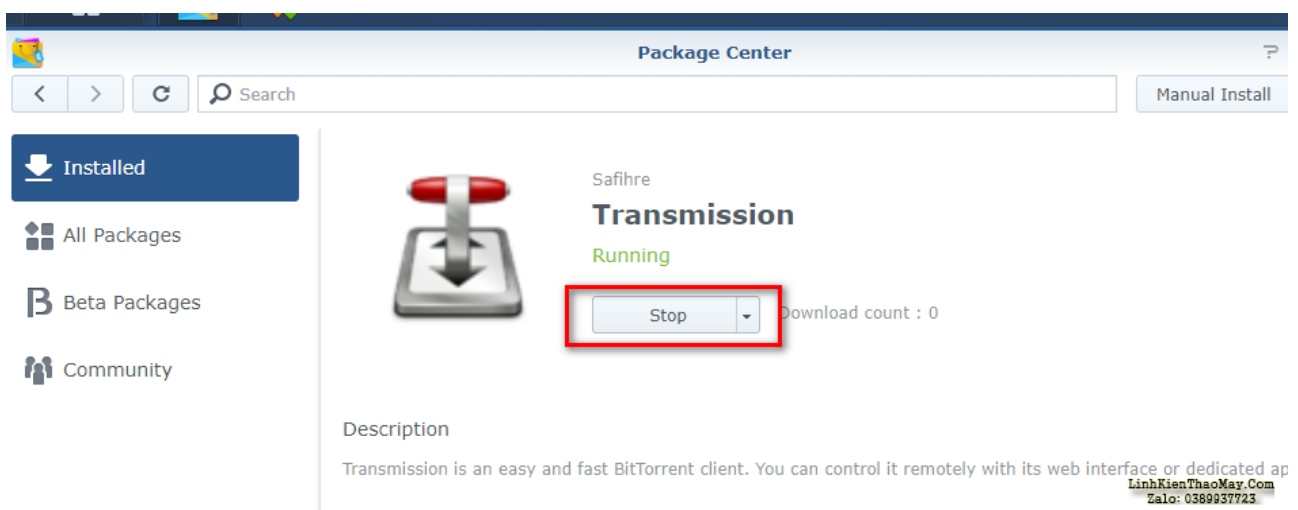 Package Center
Search
Manual Install
Installed
All Packages
Beta Packages
Community
Safihre
Transmission
Running
Stop
Download count : 0
Description
Transmission is an easy and fast BitTorrent client. You can control it remotely with its web interface or dedicated ap
LinhKienThaoMay.Com
Zalo: 0389937723